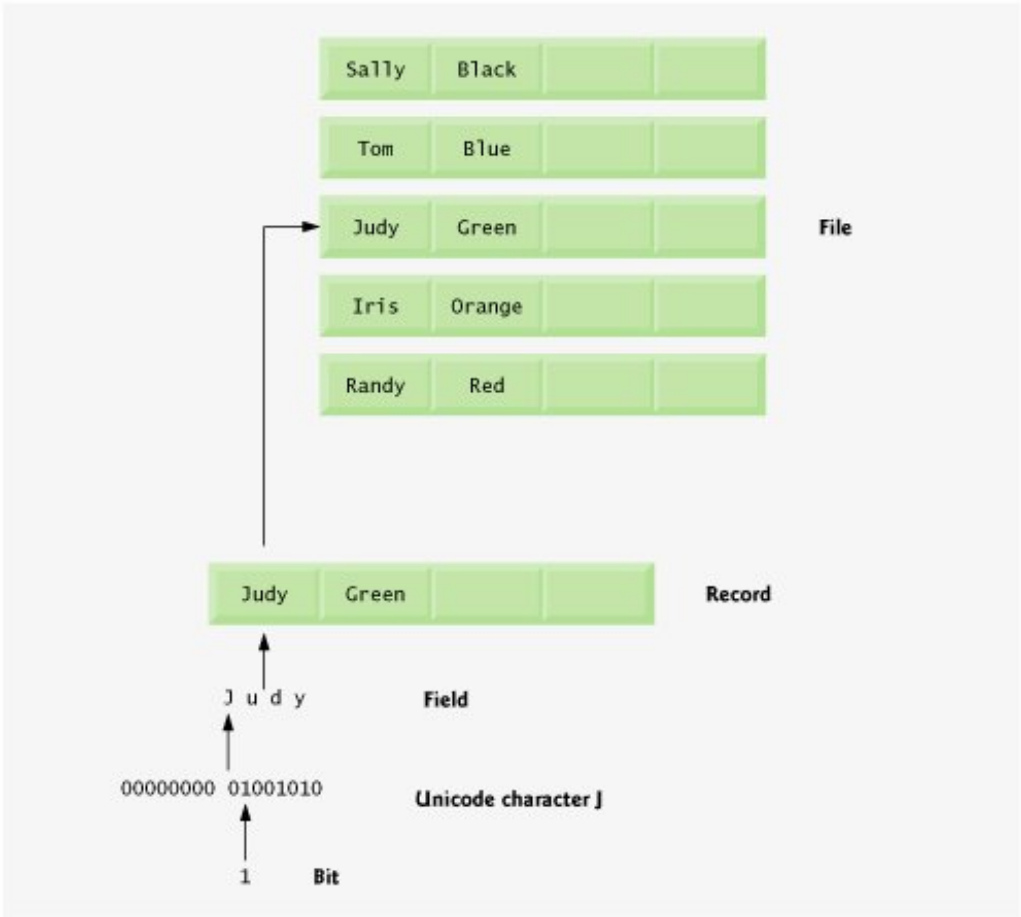 Sally Black
Tom Blue
Judy Green File
Iris Orange
Randy Red
Judy Green Record
J u d y Field
00000000 01001010 Unicode character J
1 Bit